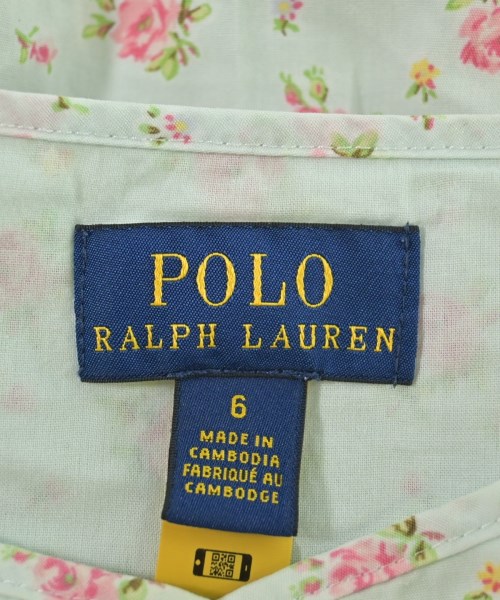 POLO
RALPH LAUREN
6
MADE IN
CAMBODIA
FABRIQUÉ AU
CAMBODGE